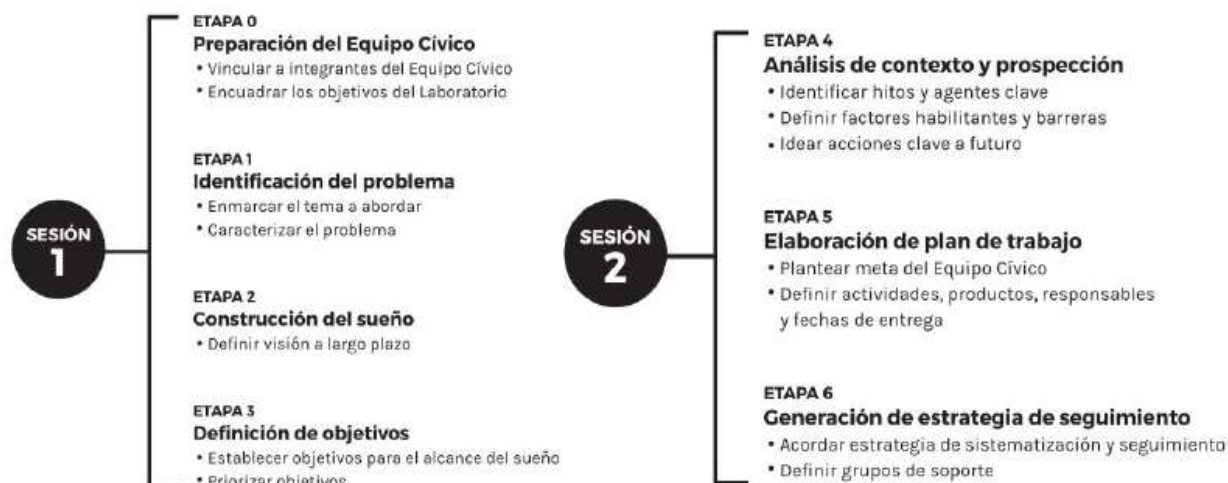 SESIÓN
1
ETAPA 0
Preparación del Equipo Cívico
• Vincular a integrantes del Equipo Cívico
• Encuadrar los objetivos del Laboratorio
ETAPA 1
Identificación del problema
• Enmarcar el tema a abordar
• Caracterizar el problema
ETAPA 2
Construcción del sueño
• Definir visión a largo plazo
ETAPA 3
Definición de objetivos
• Establecer objetivos para el alcance del sueño
• Priorizar objetivos
SESIÓN
2
ETAPA 4
Análisis de contexto y prospección
• Identificar hitos y agentes clave
• Definir factores habilitantes y barreras
• Idear acciones clave a futuro
ETAPA 5
Elaboración de plan de trabajo
• Plantear meta del Equipo Cívico
• Definir actividades, productos, responsables
y fechas de entrega
ETAPA 6
Generación de estrategia de seguimiento
• Acordar estrategia de sistematización y seguimiento
• Definir grupos de soporte